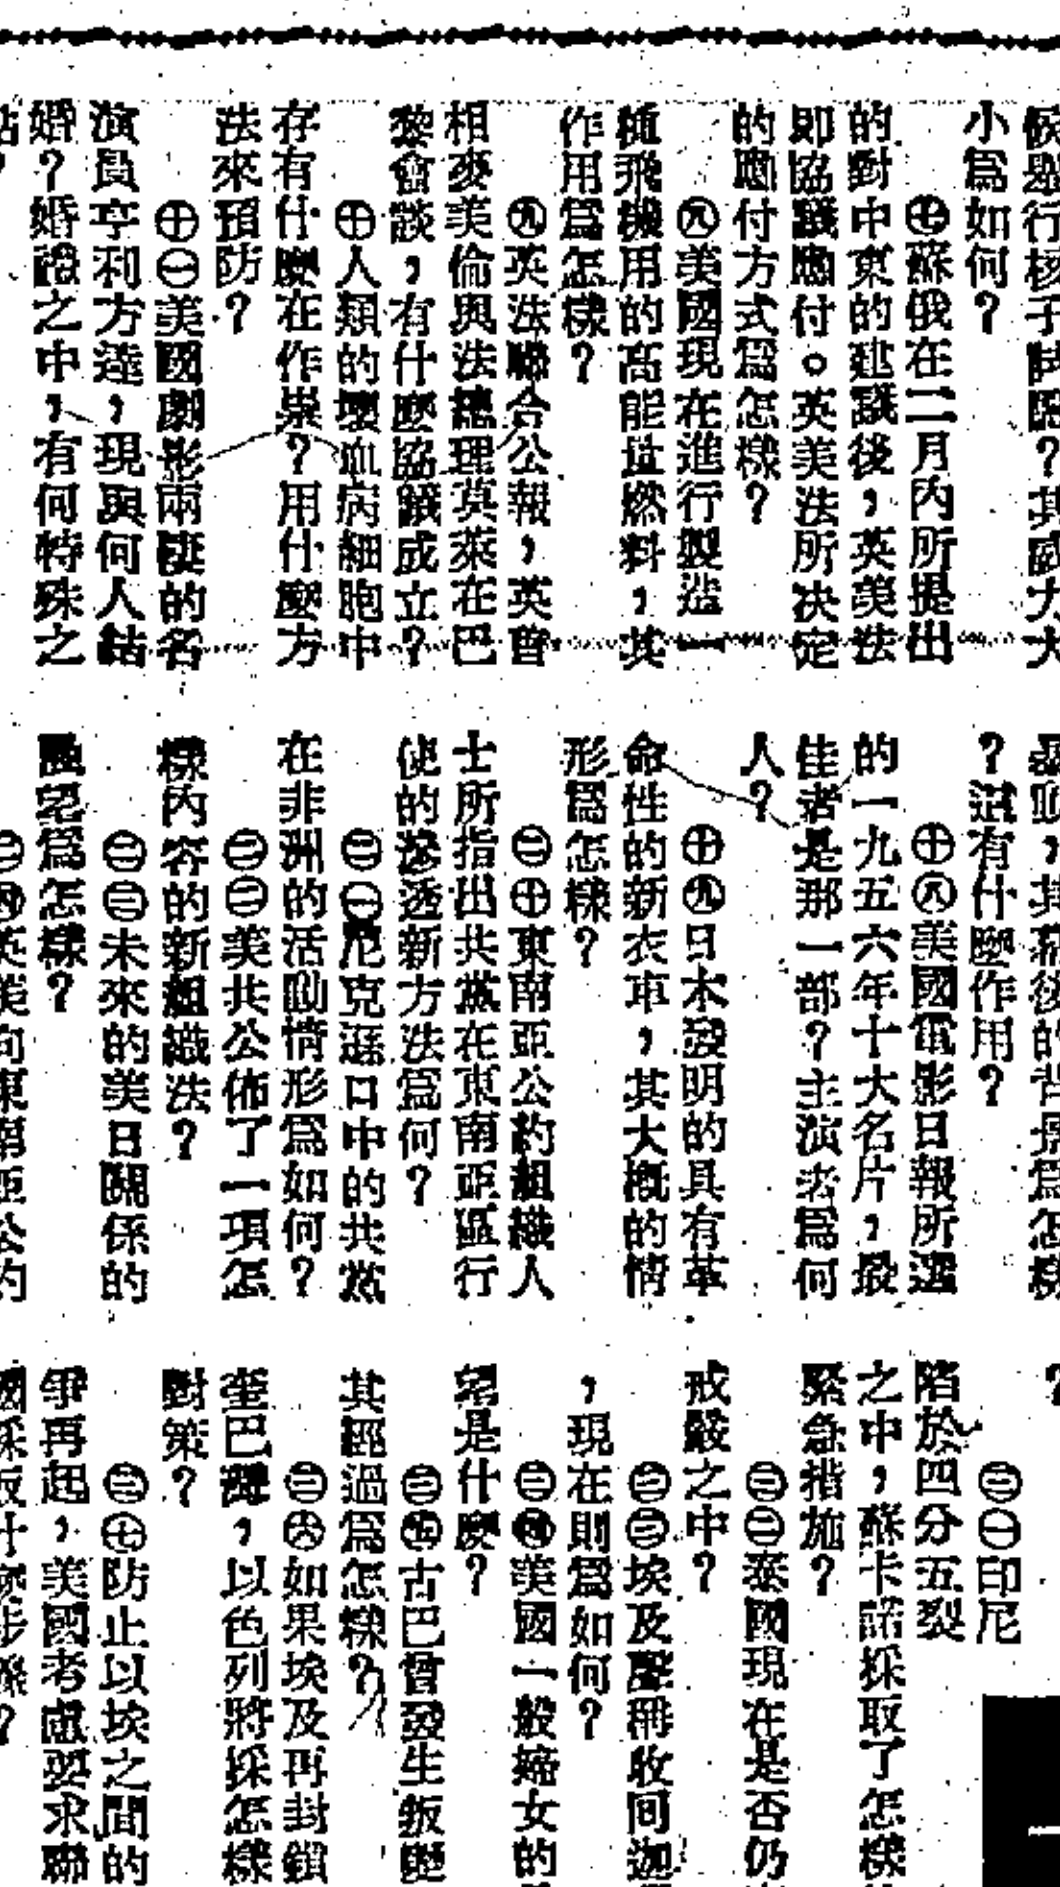 候舉行核子試驗？其威力大
小為如何？
㊆蘇俄在二月內所提出
的對中東的建議後，英美法
即協議應付。英美法所决定
的應付方式為怎樣？
㊇美國現在進行製造一
種飛機用的高能量燃料，其
作用為怎樣？
㊈英法聯合公報，英首
相麥美倫與法總理莫萊在巴
黎會談，有什麼協議成立？
㊉人類的壞血病細胞中
存有什麼在作祟？用什麼方
法來預防？
㊉㊀美國劇影兩棲的名
演員亨利方達，現與何人結
婚？婚禮之中，有何特殊之
點？
，其幕後的背景為怎樣
？還有什麼作用？
㊉㊇美國電影日報所選
的一九五六年十大名片，最
佳者是那一部？主演者為何
人？
㊉㊈日本發明的具有革
命性的新衣車，其大概的情
形為怎樣？
㊁㊉東南亞公約組織人
士所指出共黨在東南亞區行
使的滲透新方法為何？
㊁㊀尼克遜口中的共黨
在非洲的活動情形為如何？
㊁㊁美共公佈了一項怎
樣內容的新組織法？
㊁㊂未來的美日關係的
展望為怎樣？
㊁㊃英美向東南亞公約
？
㊂㊀印尼
陷於四分五裂
之中，蘇卡諾採取了怎樣
緊急措施？
㊂㊁泰國現在是否仍
戒嚴之中？
㊂㊂埃及聲稱收回迦
，現在則為如何？
㊂㊃美國一般婦女的
望是什麼？
㊂㊄古巴曾發生叛變
其經過為怎樣？
㊂㊅如果埃及再封鎖
亞巴灣，以色列將採怎樣
對策？
㊂㊆防止以埃之間的
爭再起，美國考慮要求聯
國採取什麼步驟？